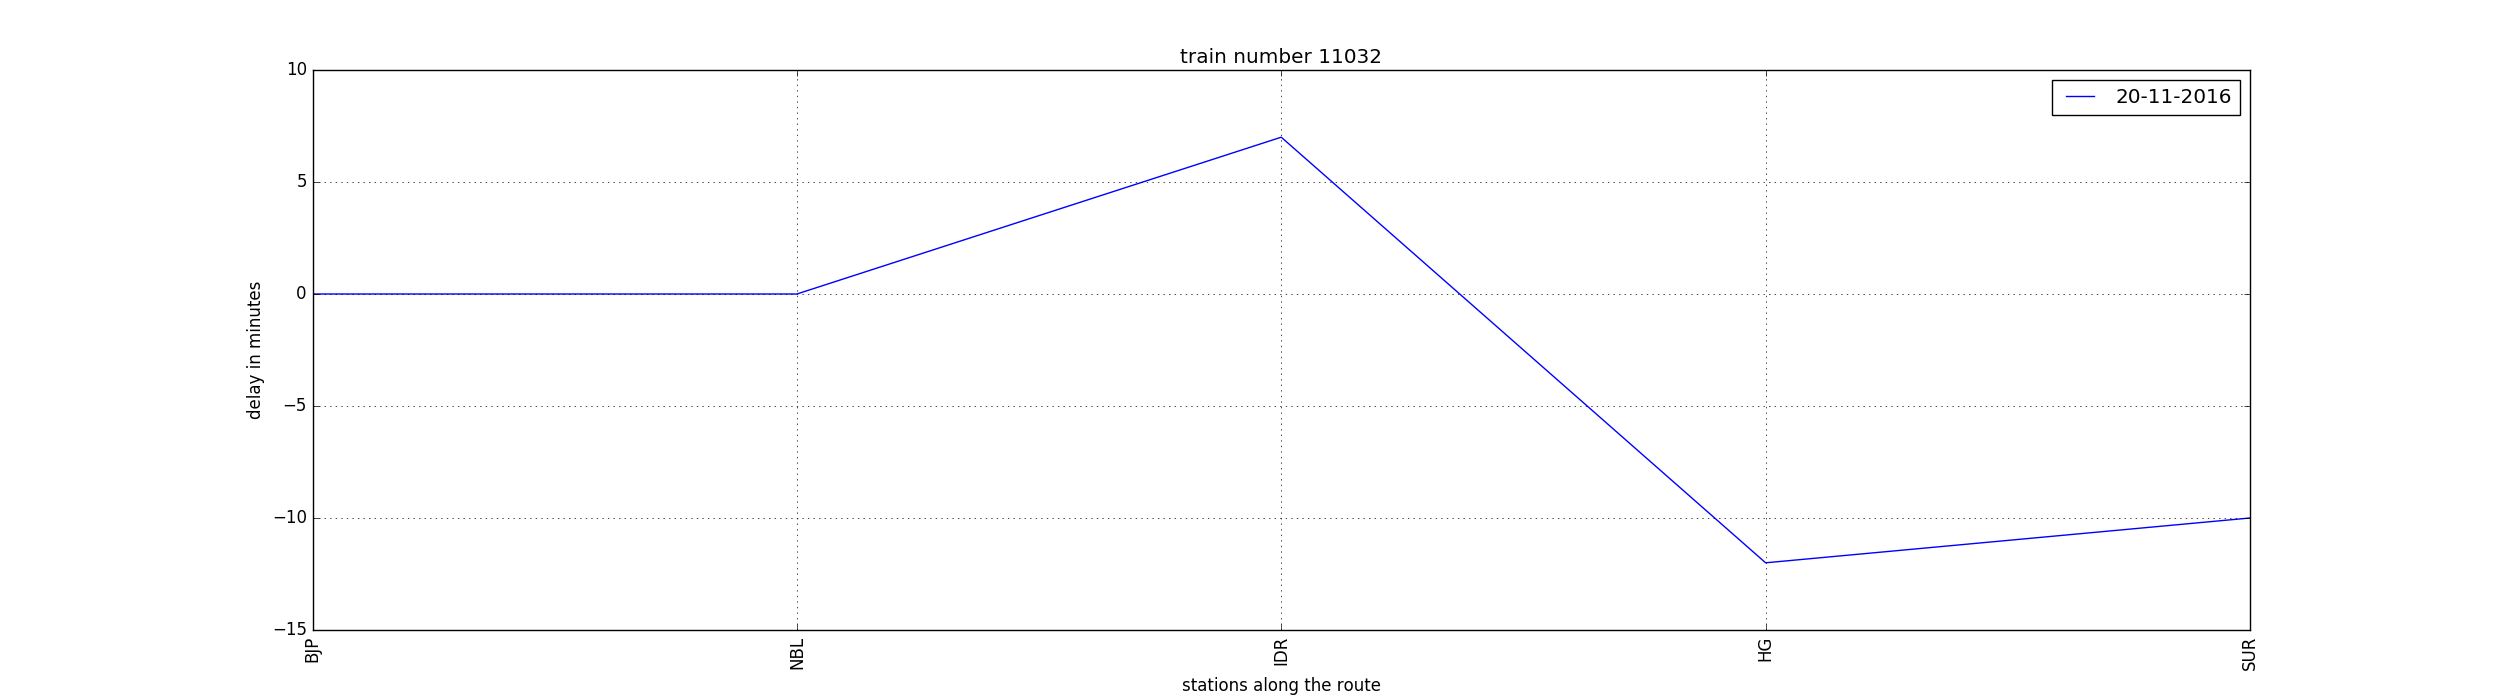 train number 11032
20-11-2016
10
5
0
−5
−10
−15
delay in minutes
BJP
NBL
IDR
HG
SUR
stations along the route